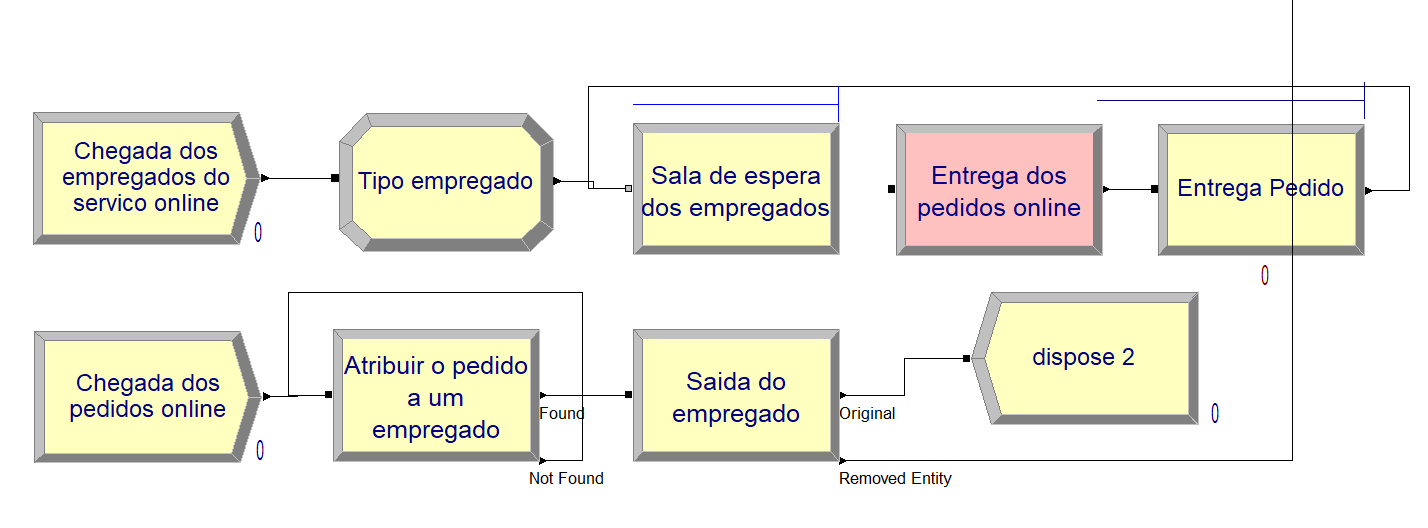 Chegada dos
empregados do
servico online
0
Tipo empregado
Sala de espera
dos empregados
Entrega dos
pedidos online
Entrega Pedido
0
Chegada dos
pedidos online
0
Atribuir o pedido
a um
empregado
Found
Not Found
Saida do
empregado
Original
Removed Entity
dispose 2
0